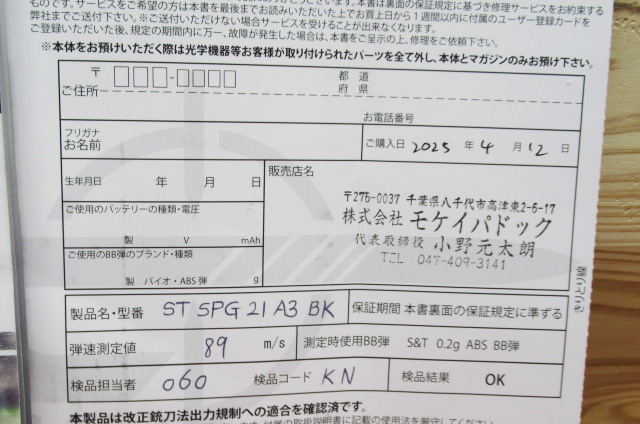 ものです。サービスをご希望の方は本書を最後までお読みいただいた上でお買上日から1週間以内に付属のユーザー登録カードを
弊社までご送付下さい。※ご送付いただけない場合サービスを受けることが出来なくなります。
ご登録いただいた後、規定の期間内に万一、故障が発生した場合は、本書をご呈示の上、修理をご依頼下さい。
※本体をお預けいただく際は光学機器等お客様が取り付けられたパーツを全て外し、本体とマガジンのみお預け下さい。
〒 □□□-□□□□ 都 道
ご住所 府 県
お電話番号
フリガナ
お名前
ご購入日 2025 年 4 月 12 日
生年月日 年 月 日
販売店名
〒276-0037 千葉県八千代市高津東2-5-17
株式会社 モケイパドック
代表取締役 小野元太朗
TEL 047-409-3141
ご使用のバッテリーの種類・電圧
製 V mAh
ご使用のBB弾のブランド・種類
製 バイオ・ABS弾 g
きりとり線
製品名・型番 ST SPG 21 A3 BK 保証期間 本書裏面の保証規定に準ずる
弾速測定値 89 m/s 測定時使用BB弾 S&T 0.2g ABS BB弾
検品担当者 060 検品コード KN 検品結果 OK
本製品は改正銃刀法出力規制への適合を確認済です。